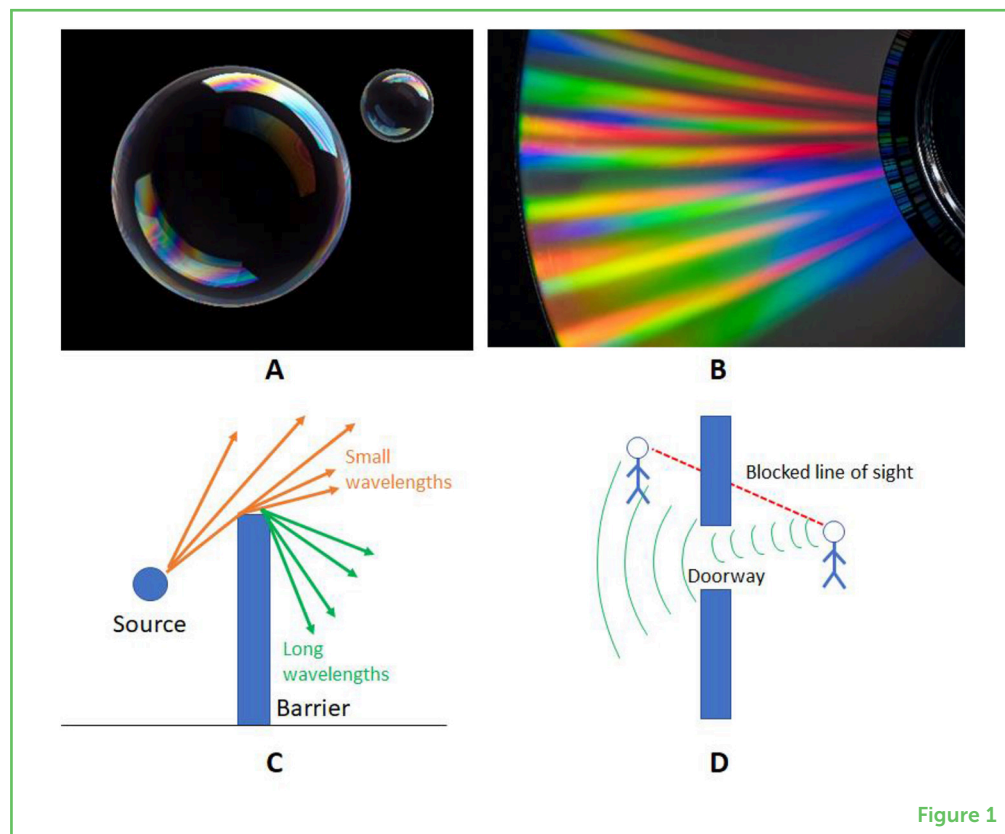 A
B
Small
wavelengths
Source
Long
wavelengths
Barrier
Blocked line of sight
Doorway
C
D
Figure 1